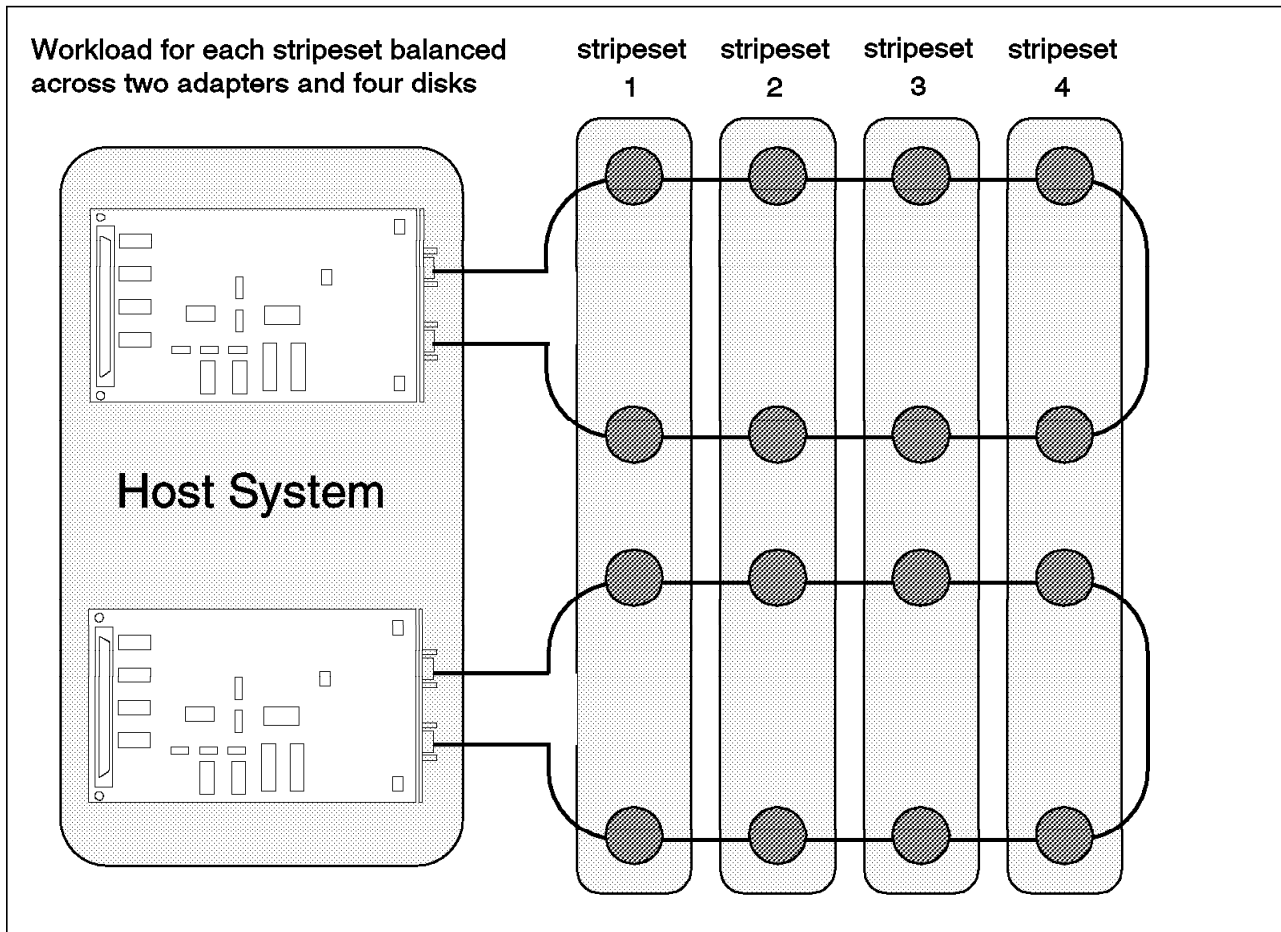 Workload for each stripeset balanced
across two adapters and four disks
stripeset
1
stripeset
2
stripeset
3
stripeset
4
Host System